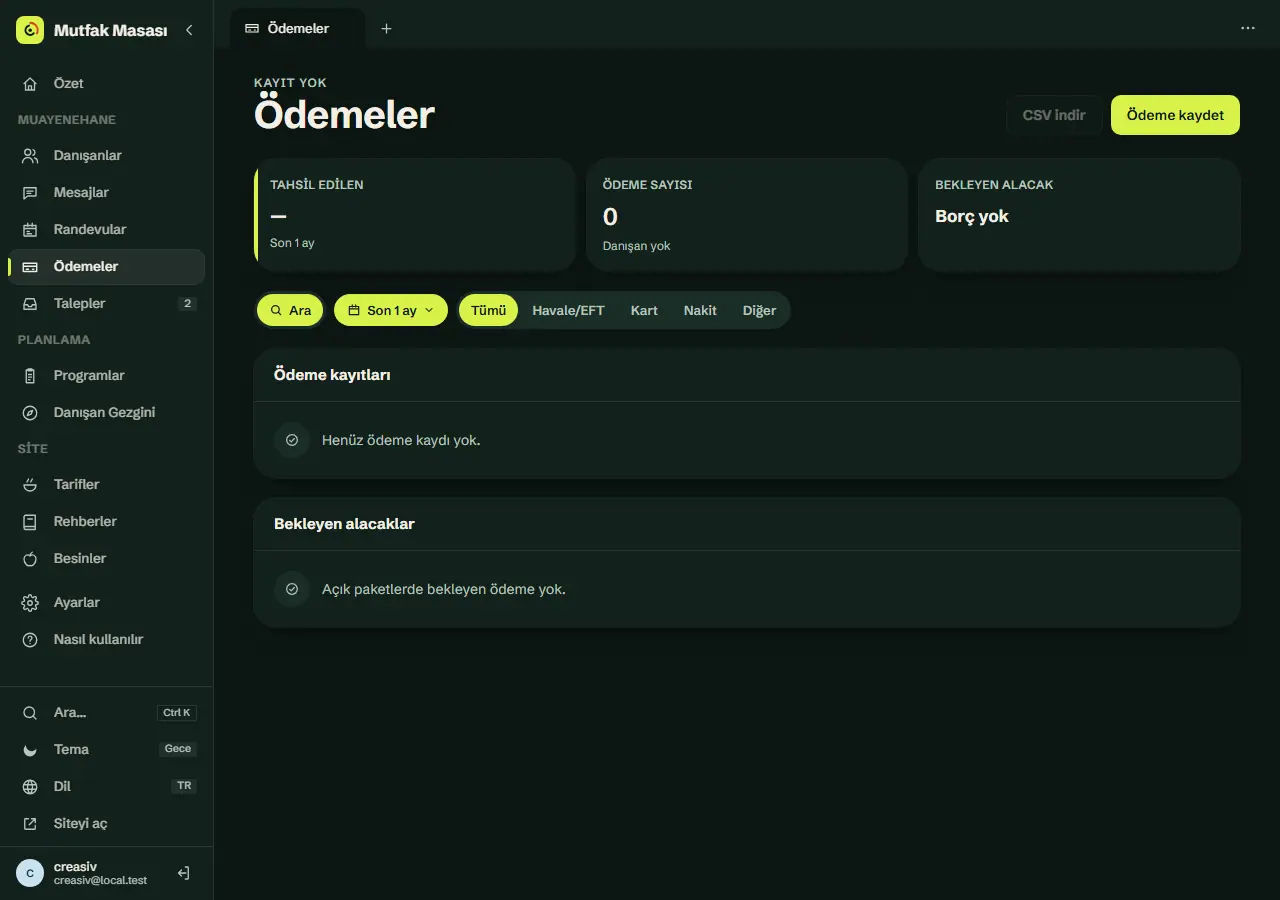 Mutfak Masası
Özet
MUAYENEHANE
Danışanlar
Mesajlar
Randevular
Ödemeler
Talepler 2
PLANLAMA
Programlar
Danışan Gezgini
SİTE
Tarifler
Rehberler
Besinler
Ayarlar
Nasıl kullanılır
Ara... Ctrl K
Tema Gece
Dil TR
Siteyi aç
C
creasiv
creasiv@local.test
Ödemeler
KAYIT YOK
Ödemeler
CSV indir
Ödeme kaydet
TAHSİL EDİLEN
–
Son 1 ay
ÖDEME SAYISI
0
Danışan yok
BEKLEYEN ALACAK
Borç yok
Ara
Son 1 ay
Tümü Havale/EFT Kart Nakit Diğer
Ödeme kayıtları
Henüz ödeme kaydı yok.
Bekleyen alacaklar
Açık paketlerde bekleyen ödeme yok.